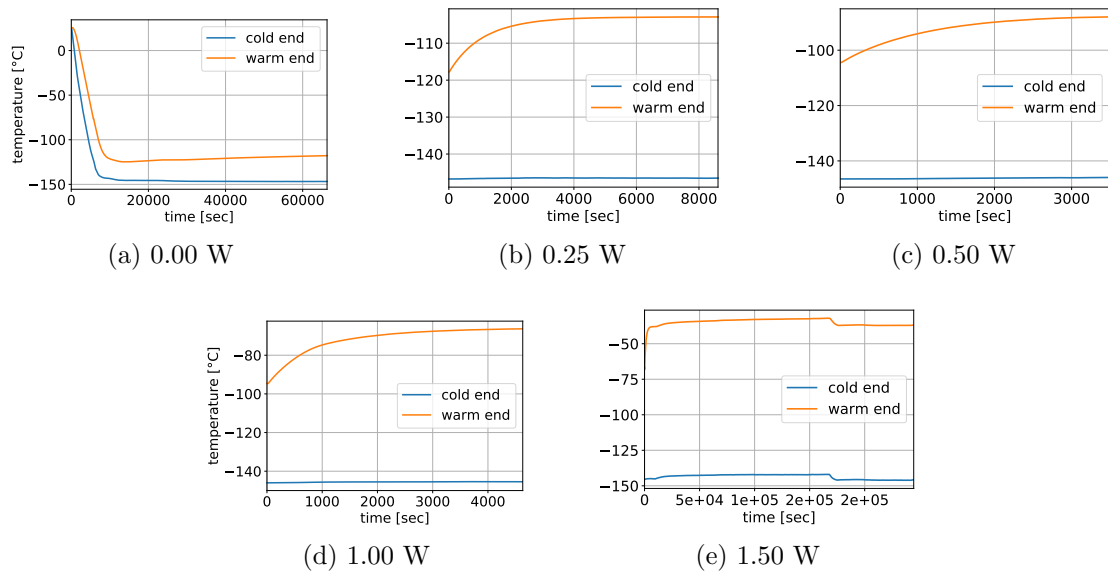 cold end
warm end
temperature [°C]
0
−50
−100
−150
0
20000
40000
60000
time [sec]
(a) 0.00 W
−110
−120
−130
−140
cold end
warm end
0
2000
4000
6000
8000
time [sec]
(b) 0.25 W
−100
−120
−140
cold end
warm end
0
1000
2000
3000
time [sec]
(c) 0.50 W
temperature [°C]
−80
−100
−120
−140
cold end
warm end
0
1000
2000
3000
4000
time [sec]
(d) 1.00 W
−50
−75
−100
−125
−150
cold end
warm end
0
5e+04
1e+05
2e+05
2e+05
time [sec]
(e) 1.50 W